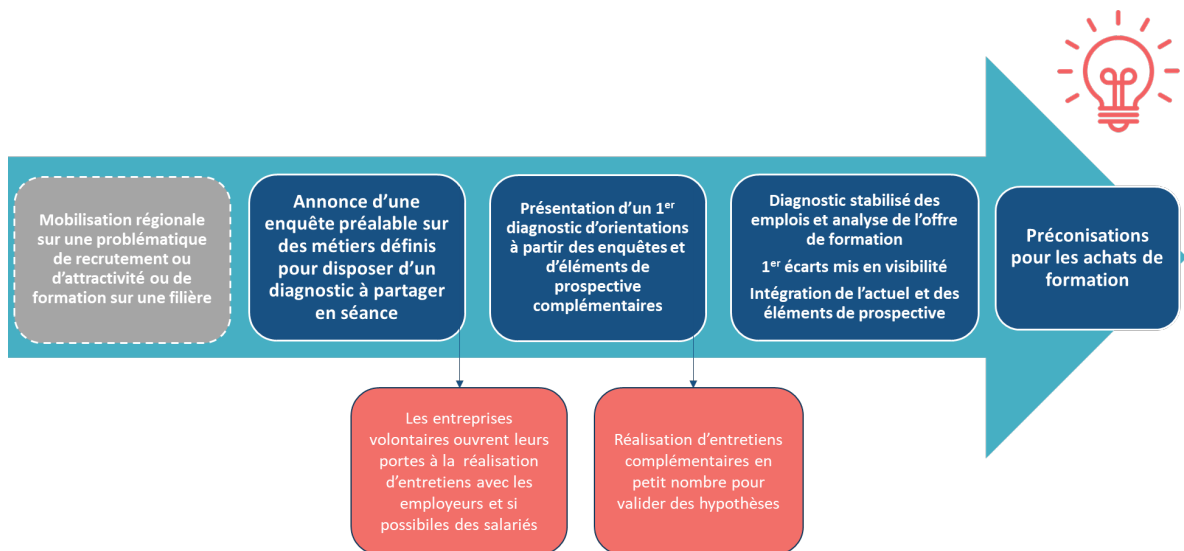 Mobilisation régionale
sur une problématique
de recrutement ou
d'attractivité ou de
formation sur une filière
Annonce d'une
enquête préalable sur
des métiers définis
pour disposer d'un
diagnostic à partager
en séance
Présentation d'un 1er
diagnostic d'orientations
à partir des enquêtes et
d'éléments de
prospective
complémentaires
Diagnostic stabilisé des
emplois et analyse de l'offre
de formation
1er écarts mis en visibilité
Intégration de l'actuel et des
éléments de prospective
Préconisations
pour les achats de
formation
Les entreprises
volontaires ouvrent leurs
portes à la réalisation
d'entretiens avec les
employeurs et si
possibiles des salariés
Réalisation d'entretiens
complémentaires en
petit nombre pour
valider des hypothèses